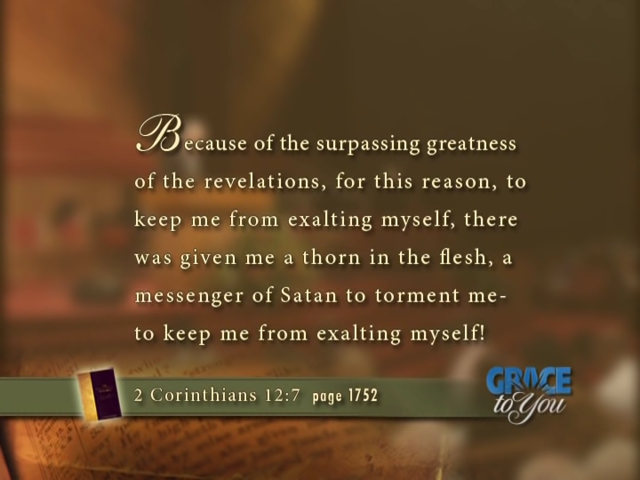 Because of the surpassing greatness
of the revelations, for this reason, to
keep me from exalting myself, there
was given me a thorn in the flesh, a
messenger of Satan to torment me-
to keep me from exalting myself!
2 Corinthians 12:7 page 1752
GRACE
to You